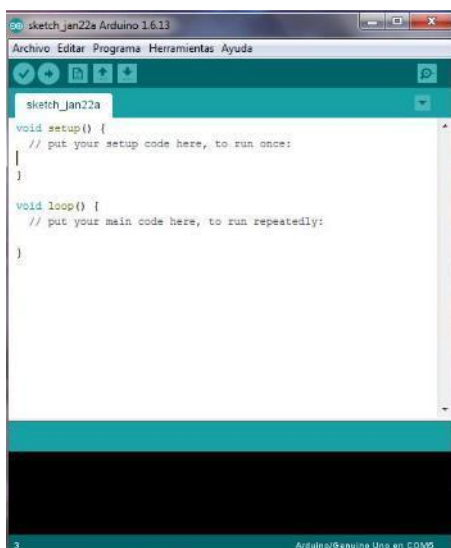 sketch_jan22a Arduino 1.6.13
Archivo Editar Programa Herramientas Ayuda
sketch_jan22a
void setup() {
// put your setup code here, to run once:
}
void loop() {
// put your main code here, to run repeatedly:
}
3
Arduino/Genuino Uno en COM6